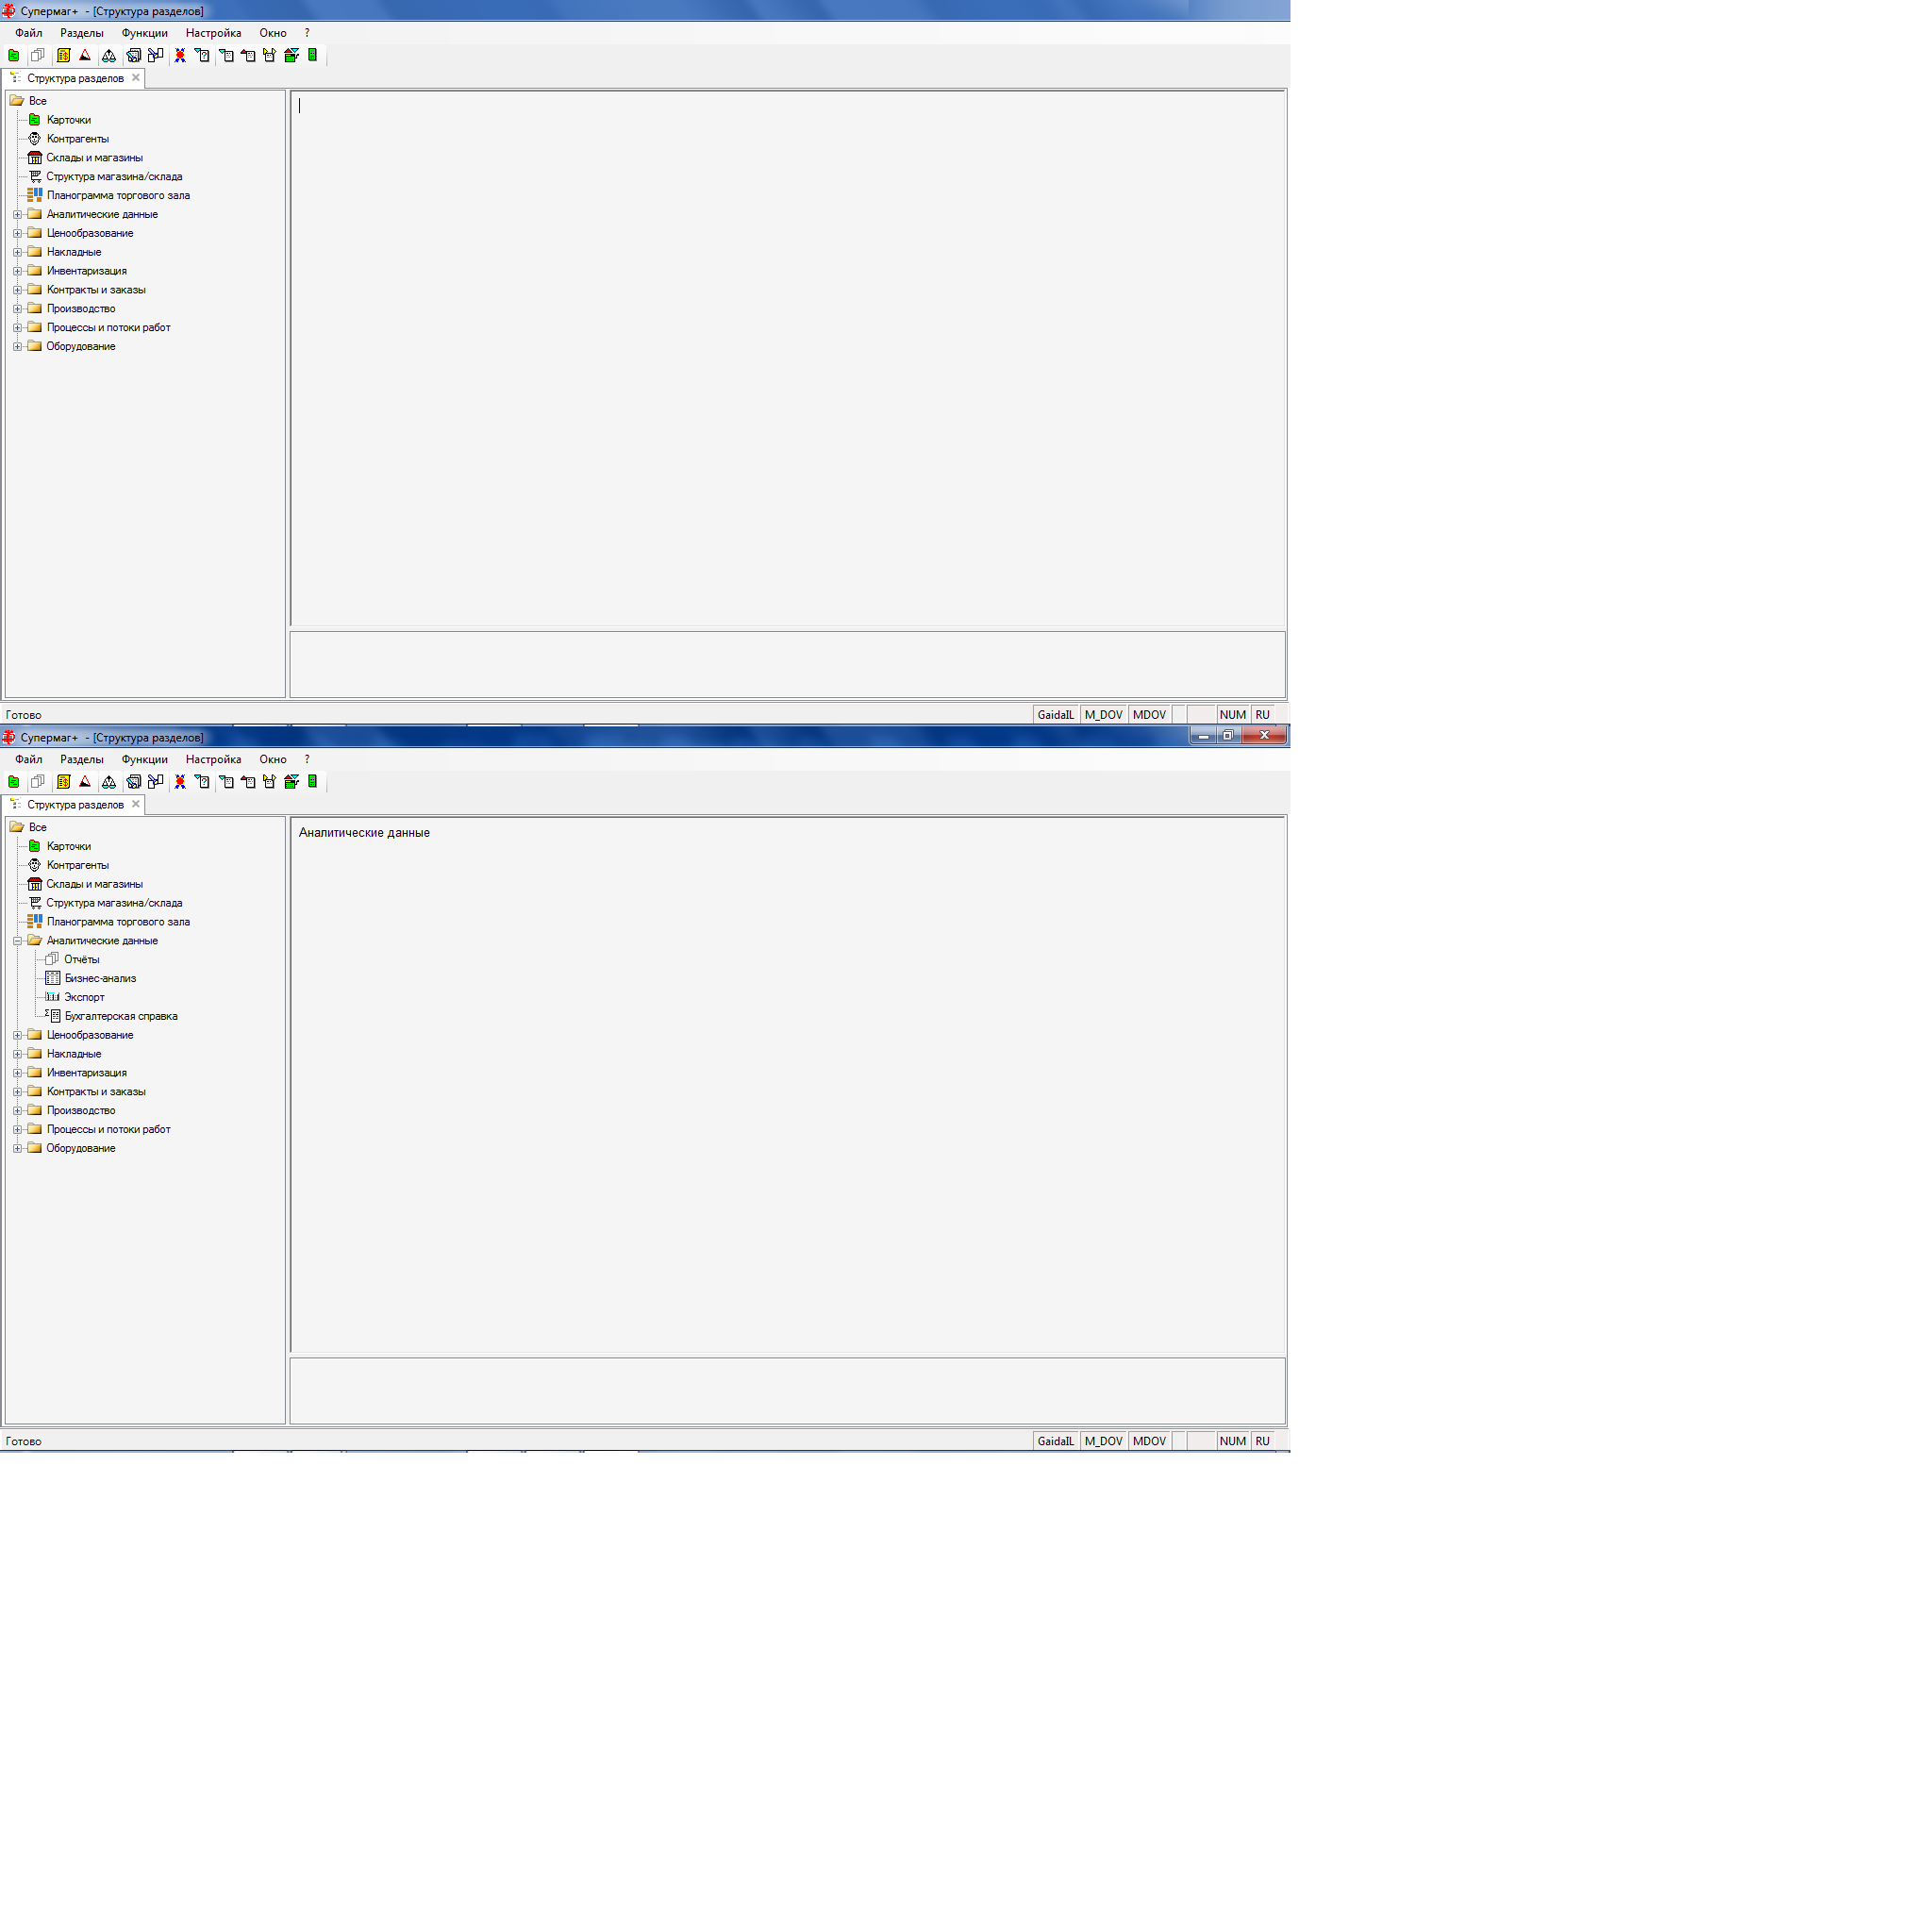 Супермаг+ - [Структура разделов]
Файл Разделы Функции Настройка Окно ?
Структура разделов
Все
Карточки
Контрагенты
Склады и магазины
Структура магазина/склада
Планограмма торгового зала
Аналитические данные
Ценообразование
Накладные
Инвентаризация
Контракты и заказы
Производство
Процессы и потоки работ
Оборудование
Готово GaidaIL M_DOV MDOV NUM RU
Супермаг+ - [Структура разделов]
Файл Разделы Функции Настройка Окно ?
Структура разделов
Все
Аналитические данные
Карточки
Контрагенты
Склады и магазины
Структура магазина/склада
Планограмма торгового зала
Аналитические данные
Отчёты
Бизнес-анализ
Экспорт
Бухгалтерская справка
Ценообразование
Накладные
Инвентаризация
Контракты и заказы
Производство
Процессы и потоки работ
Оборудование
Готово GaidaIL M_DOV MDOV NUM RU